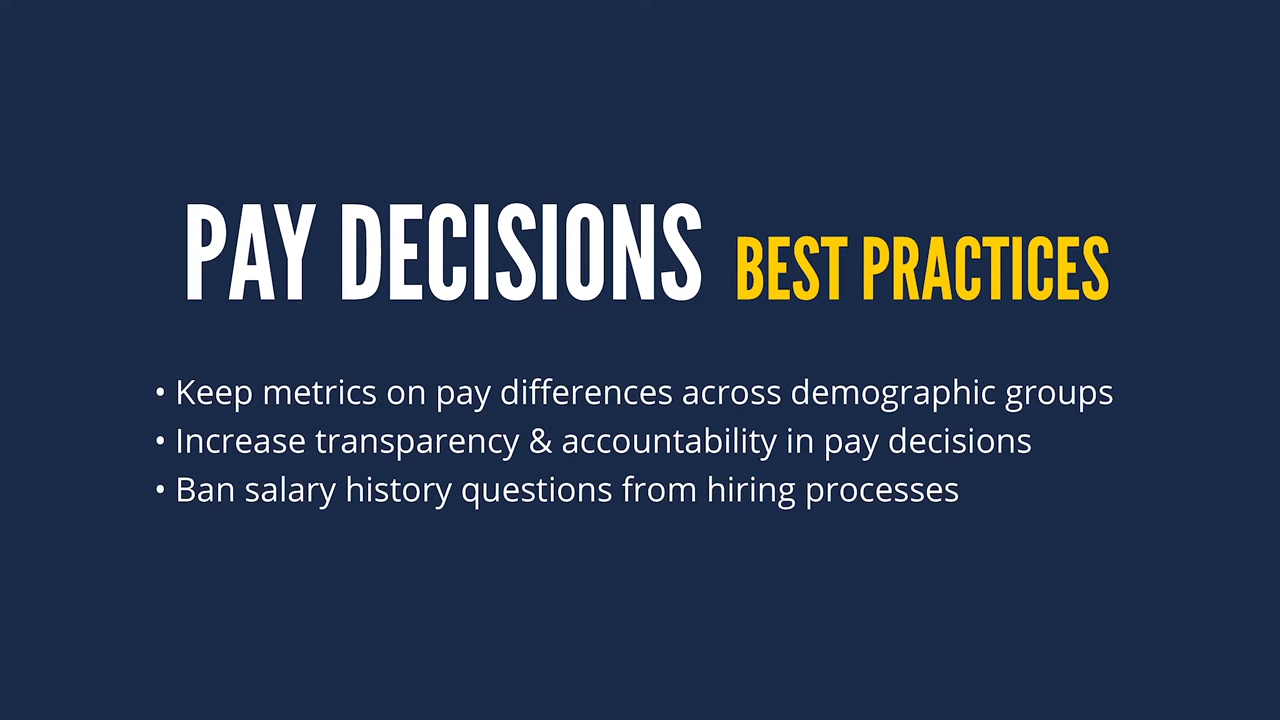 PAY DECISIONS BEST PRACTICES
• Keep metrics on pay differences across demographic groups
• Increase transparency & accountability in pay decisions
• Ban salary history questions from hiring processes